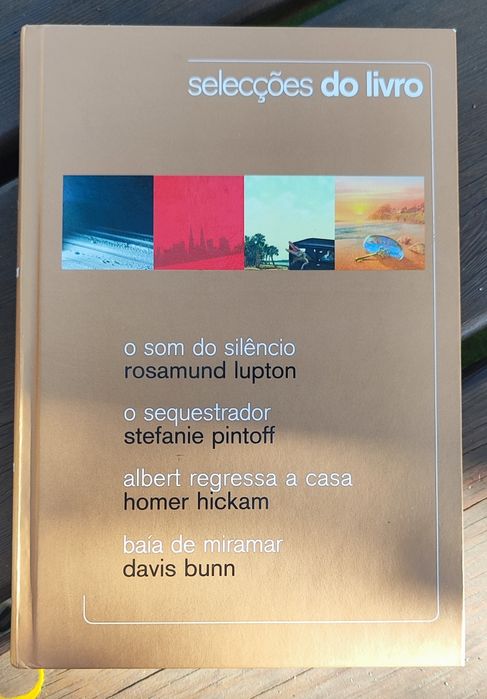 selecções do livro
o som do silêncio
rosamund lupton
o sequestrador
stefanie pintoff
albert regressa a casa
homer hickam
baía de miramar
davis bunn